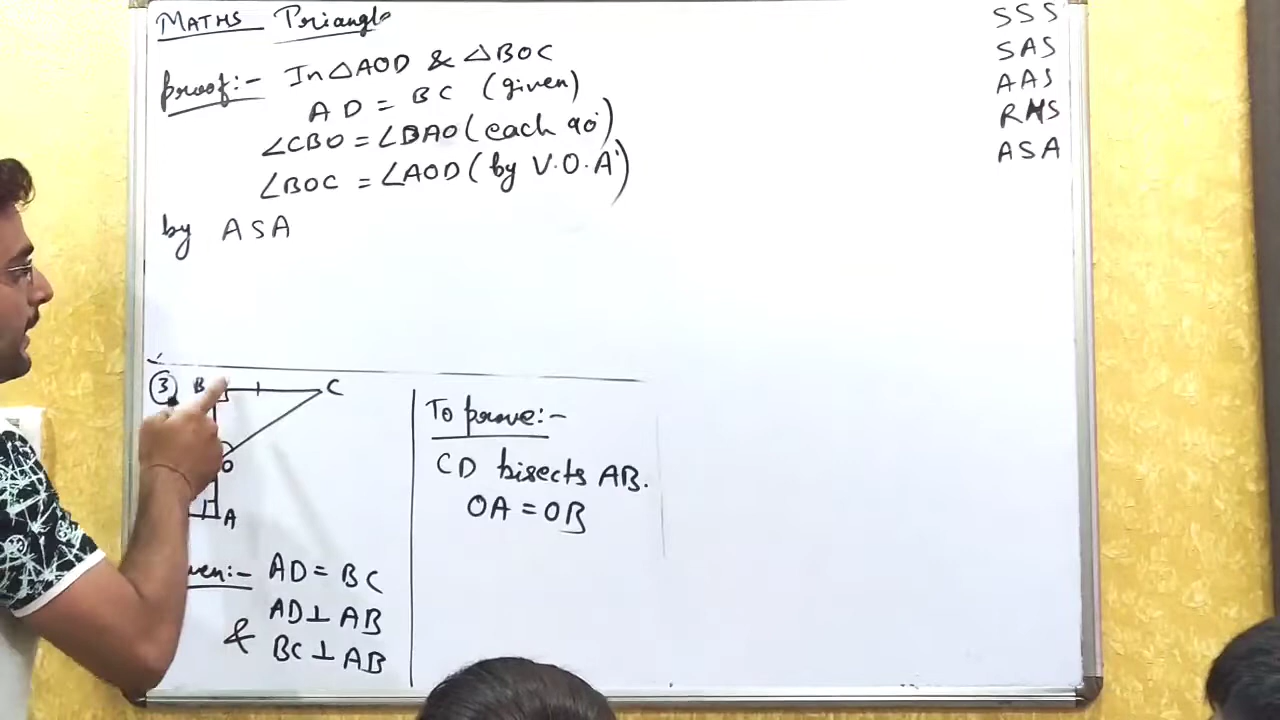 MATHS Triangle
Proof:- In △AOD & △BOC
AD = BC (given)
∠CBO = ∠DAO (each 90°)
∠BOC = ∠AOD (by V.O.A)
by ASA
SSS
SAS
AAS
RHS
ASA
3 B C
O
A
To prove:-
CD bisects AB.
OA = OB
AD = BC
AD ⊥ AB
& BC ⊥ AB